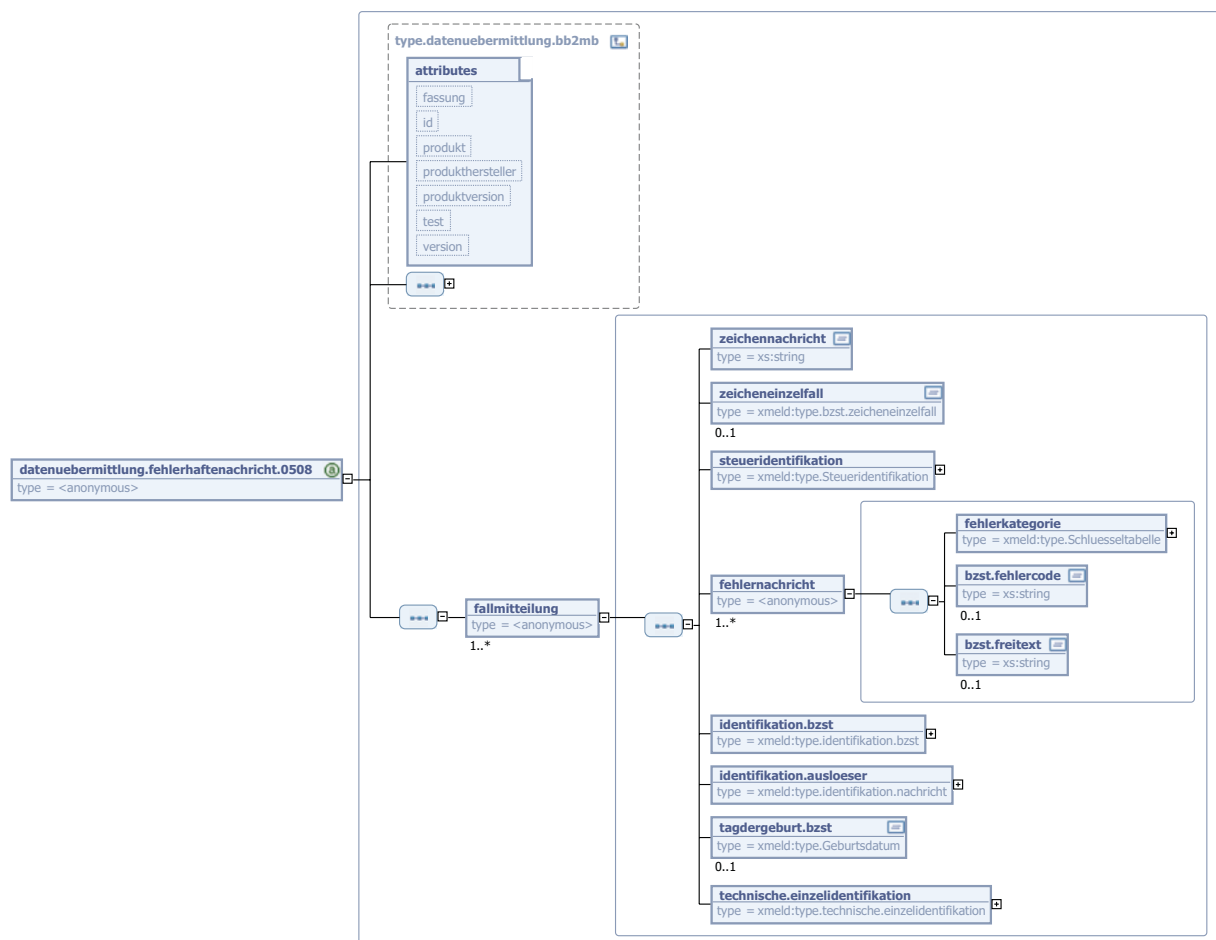 type.datenuebermittlung.bb2mb
attributes
fassung
id
produkt
produkthersteller
produktversion
test
version
datenuebermittlung.fehlerhaftenachricht.0508
type = <anonymous>
fallmitteilung
type = <anonymous>
1..*
zeichennachricht
type = xs:string
zeicheneinzelfall
type = xmeld:type.bzst.zeicheneinzelfall
0..1
steueridentifikation
type = xmeld:type.Steueridentifikation
fehlernachricht
type = <anonymous>
1..*
fehlerkategorie
type = xmeld:type.Schluesseltabelle
bzst.fehlercode
type = xs:string
0..1
bzst.freitext
type = xs:string
0..1
identifikation.bzst
type = xmeld:type.identifikation.bzst
identifikation.ausloeser
type = xmeld:type.identifikation.nachricht
tagdergeburt.bzst
type = xmeld:type.Geburtsdatum
0..1
technische.einzelidentifikation
type = xmeld:type.technische.einzelidentifikation